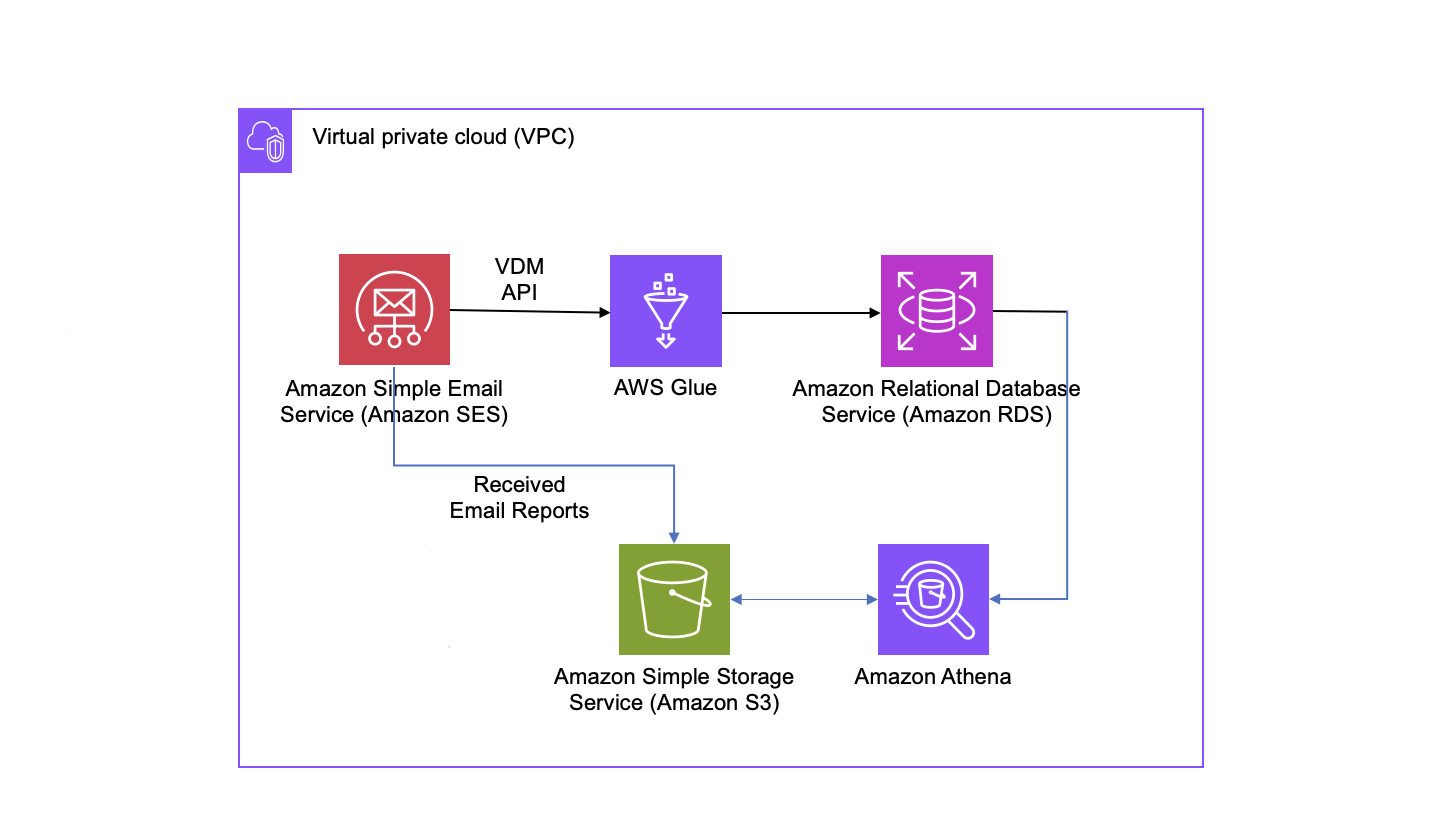 Virtual private cloud (VPC)
VDM
API
Amazon Simple Email
Service (Amazon SES)
AWS Glue
Amazon Relational Database
Service (Amazon RDS)
Received
Email Reports
Amazon Simple Storage
Service (Amazon S3)
Amazon Athena